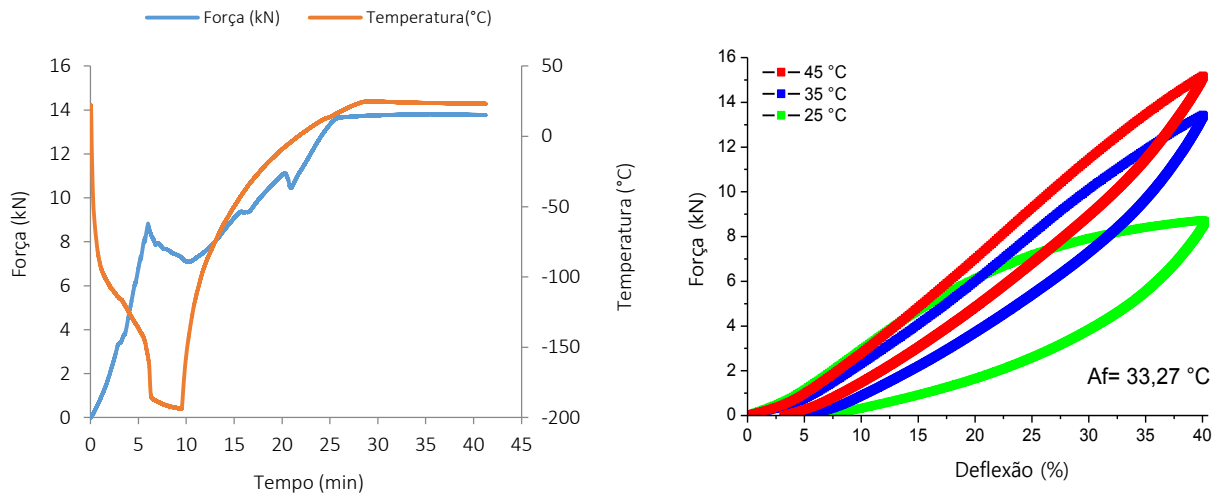 Força (kN) Temperatura(°C)
16
14
12
10
8
6
4
2
0
Força (kN)
50
0
-50
-100
-150
-200
Temperatura (°C)
0 5 10 15 20 25 30 35 40 45
Tempo (min)
16
14
12
10
8
6
4
2
0
Força (kN)
45 °C
35 °C
25 °C
Af= 33,27 °C
0 5 10 15 20 25 30 35 40
Deflexão (%)